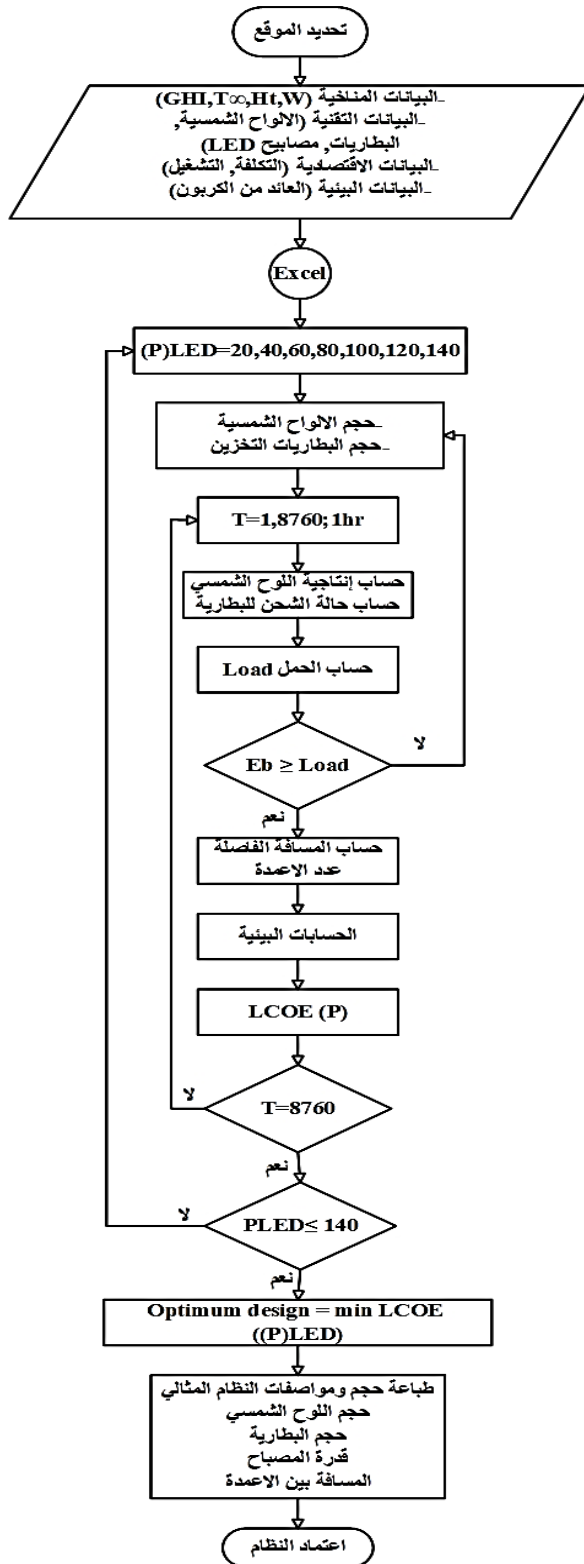 تحديد الموقع
-البيانات المناخية (GHI,T∞,Ht,W)
-البيانات التقنية (الالواح الشمسية,
البطاريات, مصابيح LED)
-البيانات الاقتصادية (التكلفة, التشغيل)
-البيانات البيئية (العائد من الكربون)
Excel
(P)LED=20,40,60,80,100,120,140
-حجم الالواح الشمسية
-حجم البطاريات التخزين
T=1,8760; 1hr
حساب إنتاجية اللوح الشمسي
حساب حالة الشحن للبطارية
حساب الحمل Load
Eb ≥ Load
لا
نعم
حساب المسافة الفاصلة
عدد الاعمدة
الحسابات البيئية
LCOE (P)
T=8760
لا
نعم
PLED≤ 140
لا
نعم
Optimum design = min LCOE
((P)LED)
طباعة حجم ومواصفات النظام المثالي
حجم اللوح الشمسي
حجم البطارية
قدرة المصباح
المسافة بين الاعمدة
اعتماد النظام